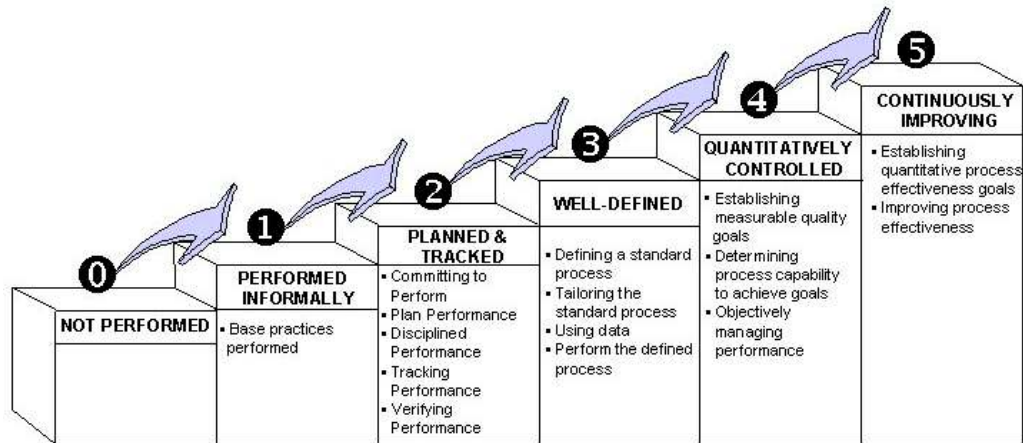 0
NOT PERFORMED
1
PERFORMED
INFORMALLY
▪ Base practices
performed
2
PLANNED &
TRACKED
▪ Committing to
Perform
▪ Plan Performance
▪ Disciplined
Performance
▪ Tracking
Performance
▪ Verifying
Performance
3
WELL-DEFINED
▪ Defining a standard
process
▪ Tailoring the
standard process
▪ Using data
▪ Perform the defined
process
4
QUANTITATIVELY
CONTROLLED
▪ Establishing
measurable quality
goals
▪ Determining
process capability
to achieve goals
▪ Objectively
managing
performance
5
CONTINUOUSLY
IMPROVING
▪ Establishing
quantitative process
effectiveness goals
▪ Improving process
effectiveness